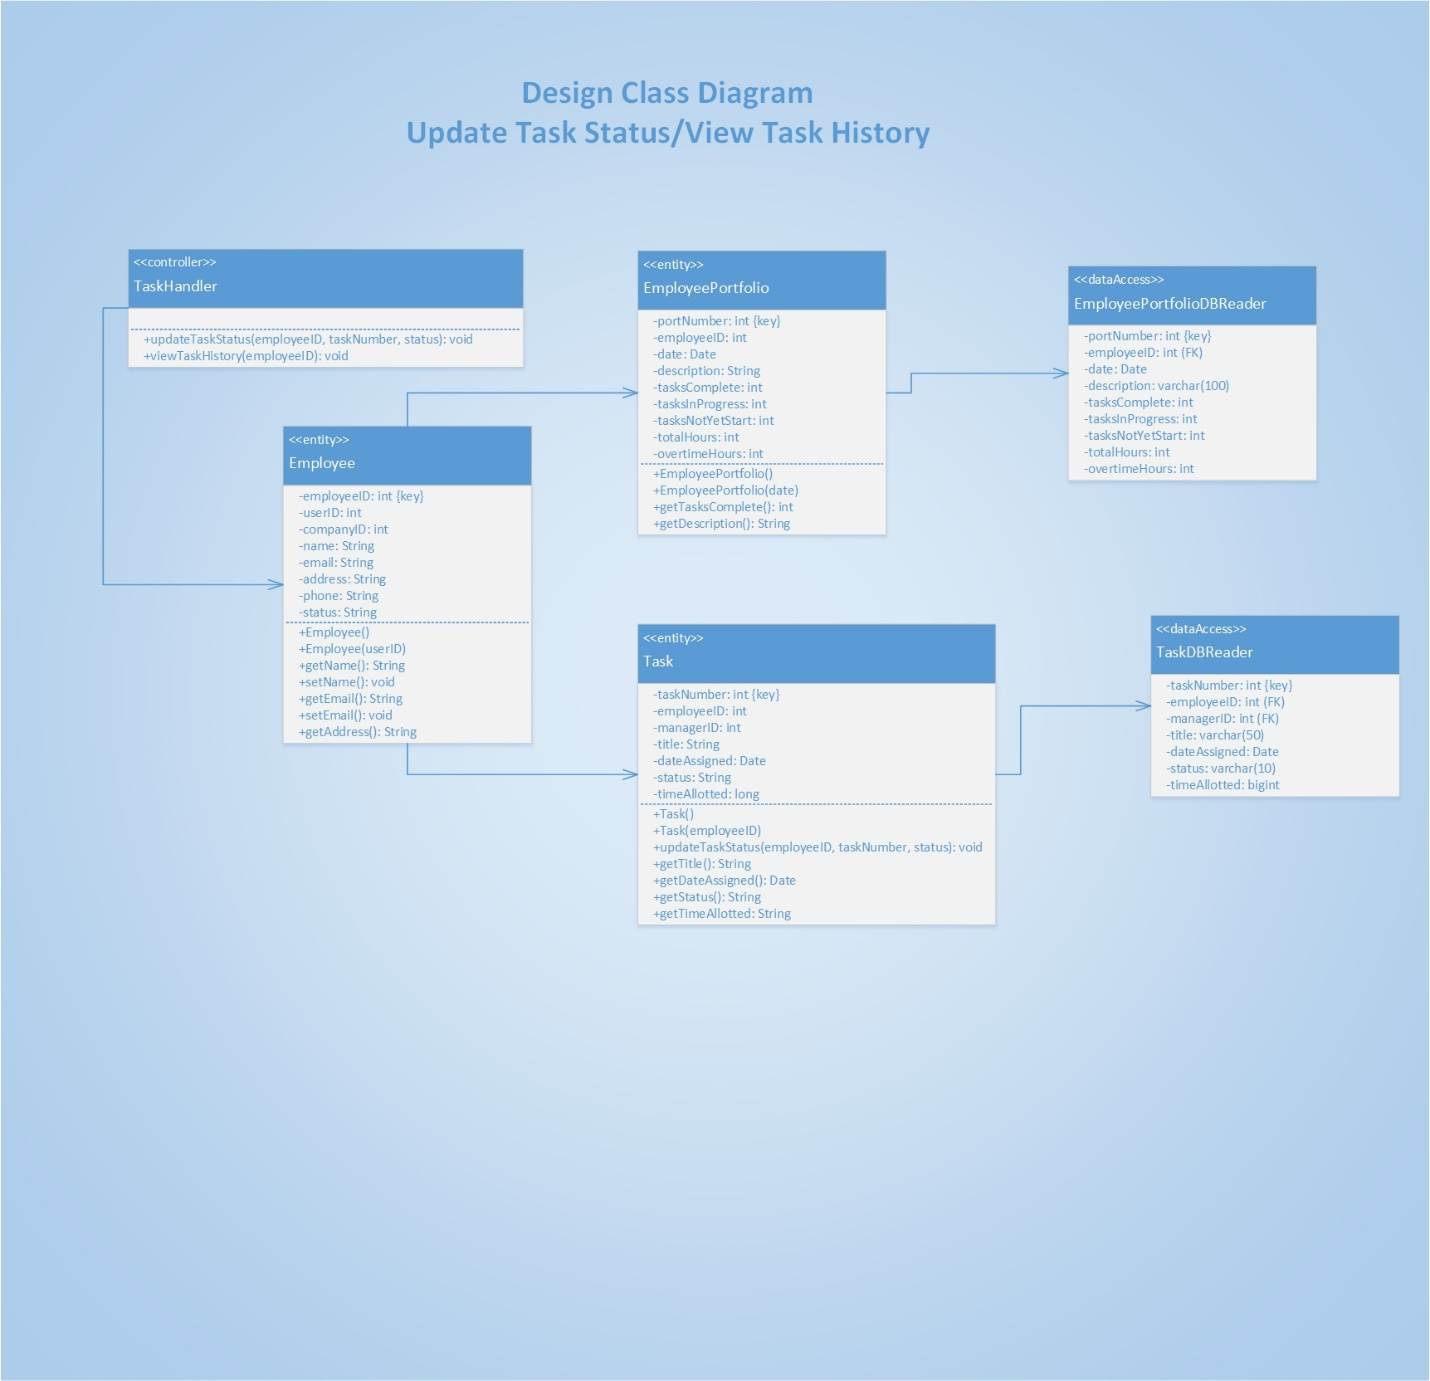 Design Class Diagram
Update Task Status/View Task History
<<controller>>
TaskHandler
+updateTaskStatus(employeeID, taskNumber, status): void
+viewTaskHistory(employeeID): void
<<entity>>
Employee
-employeeID: int {key}
-userID: int
-companyID: int
-name: String
-email: String
-address: String
-phone: String
-status: String
+Employee()
+Employee(userID)
+getName(): String
+setName(): void
+getEmail(): String
+setEmail(): void
+getAddress(): String
<<entity>>
EmployeePortfolio
-portNumber: int {key}
-employeeID: int
-date: Date
-description: String
-tasksComplete: int
-tasksInProgress: int
-tasksNotYetStart: int
-totalHours: int
-overtimeHours: int
+EmployeePortfolio()
+EmployeePortfolio(date)
+getTasksComplete(): int
+getDescription(): String
<<dataAccess>>
EmployeePortfolioDBReader
-portNumber: int {key}
-employeeID: int (FK)
-date: Date
-description: varchar(100)
-tasksComplete: int
-tasksInProgress: int
-tasksNotYetStart: int
-totalHours: int
-overtimeHours: int
<<entity>>
Task
-taskNumber: int {key}
-employeeID: int
-managerID: int
-title: String
-dateAssigned: Date
-status: String
-timeAllotted: long
+Task()
+Task(employeeID)
+updateTaskStatus(employeeID, taskNumber, status): void
+getTitle(): String
+getDateAssigned(): Date
+getStatus(): String
+getTimeAllotted: String
<<dataAccess>>
TaskDBReader
-taskNumber: int {key}
-employeeID: int (FK)
-managerID: int (FK)
-title: varchar(50)
-dateAssigned: Date
-status: varchar(10)
-timeAllotted: bigint